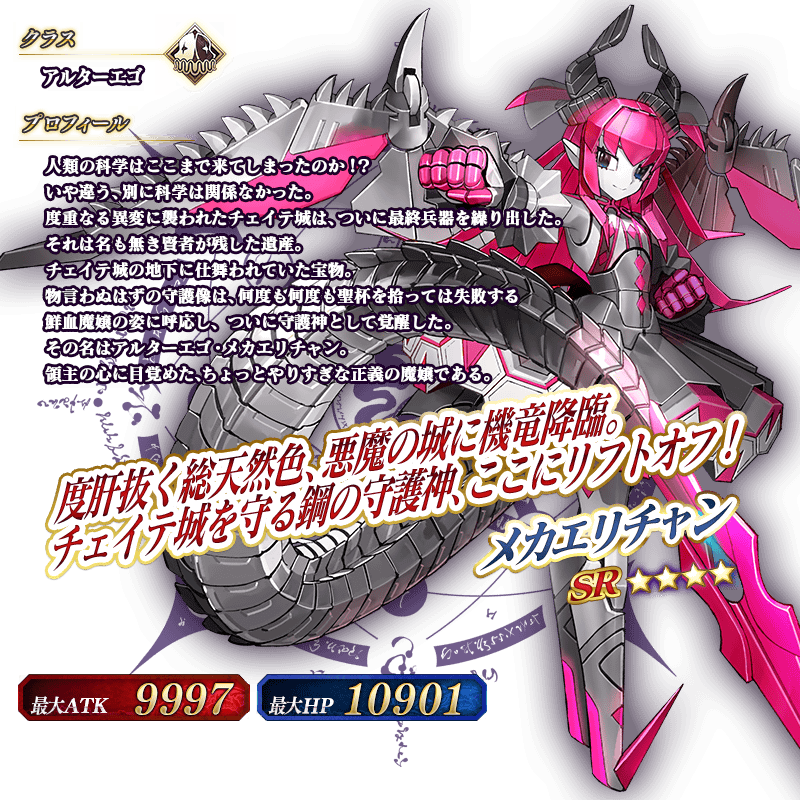 クラス
アルターエゴ
プロフィール
人類の科学はここまで来てしまったのか!?
いや違う、別に科学は関係なかった。
度重なる異変に襲われたチェイテ城は、ついに最終兵器を繰り出した。
それは名も無き賢者が残した遺産。
チェイテ城の地下に仕舞われていた宝物。
物言わぬはずの守護像は、何度も何度も聖杯を拾っては失敗する
鮮血魔嬢の姿に呼応し、ついに守護神として覚醒した。
その名はアルターエゴ・メカエリチャン。
領主の心に目覚めた、ちょっとやりすぎな正義の魔嬢である。
度肝抜く総天然色、悪魔の城に機竜降臨。
チェイテ城を守る鋼の守護神、ここにリフトオフ!
メカエリチャン
SR ★★★★
最大ATK 9997
最大HP 10901